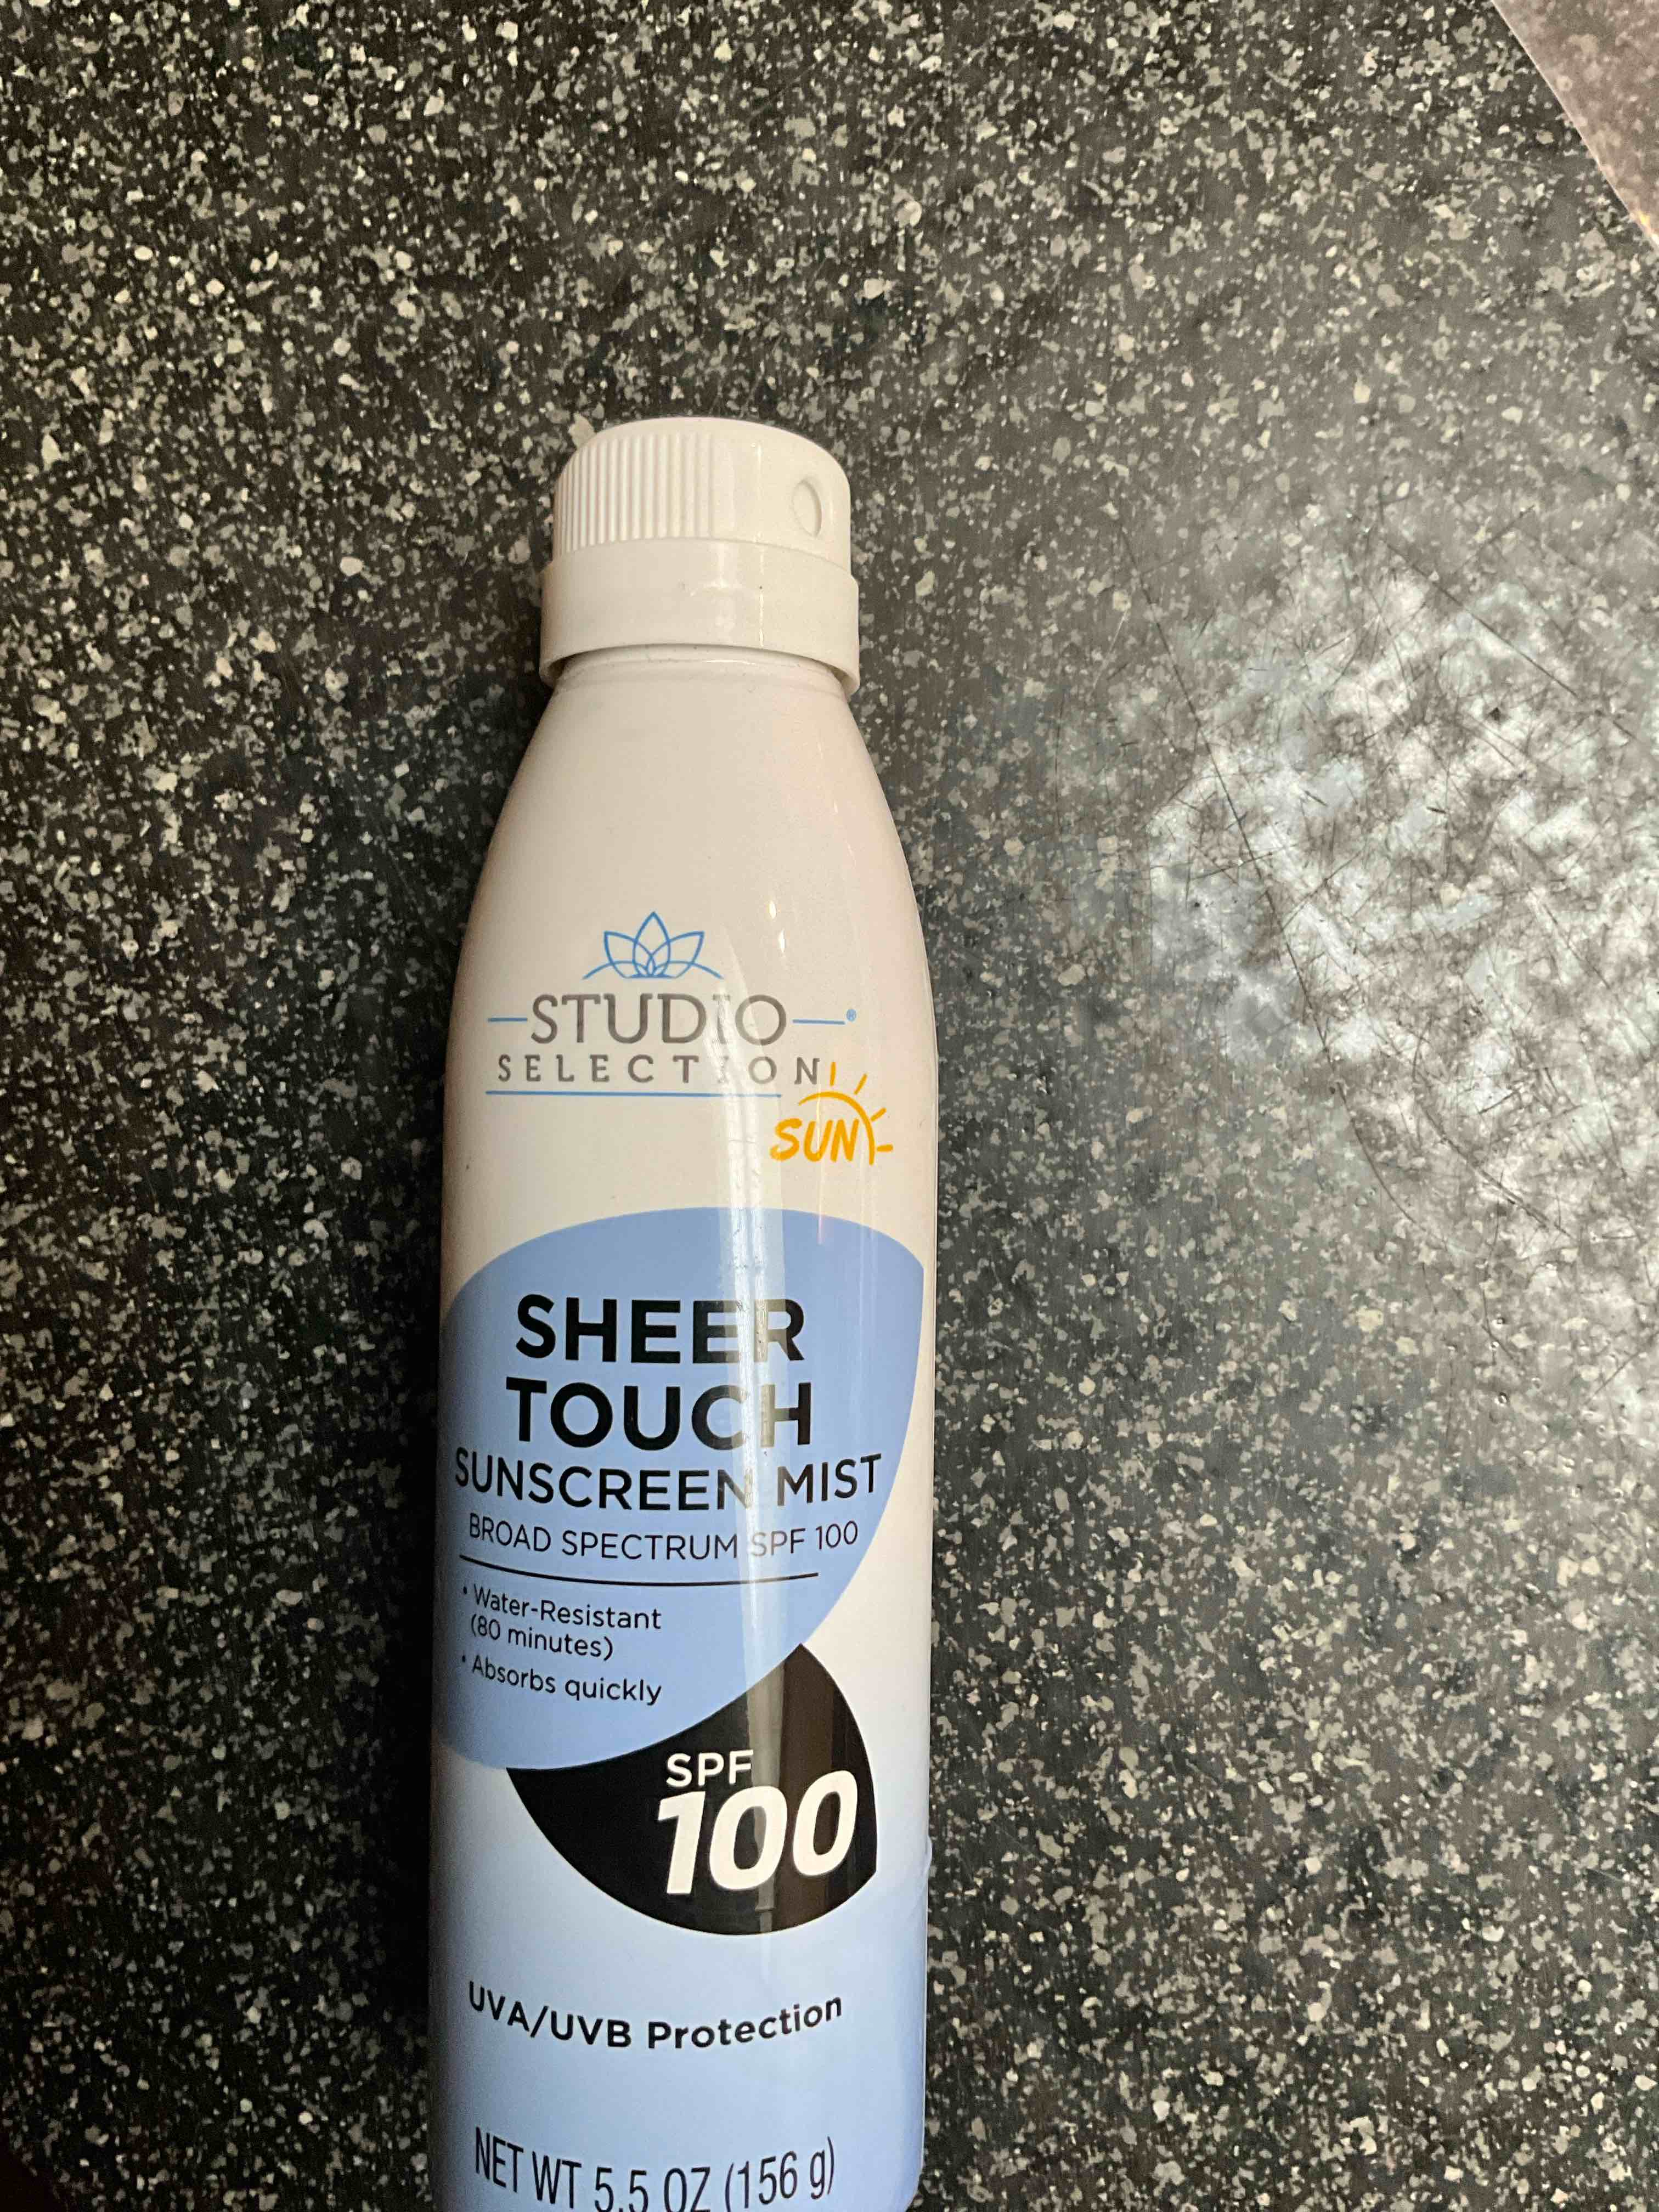 STUDIO®
SELECTION
SUN
SHEER
TOUCH
SUNSCREEN MIST
BROAD SPECTRUM SPF 100
• Water-Resistant
(80 minutes)
• Absorbs quickly
SPF
100
UVA/UVB Protection
NET WT 5.5 OZ (156 g)